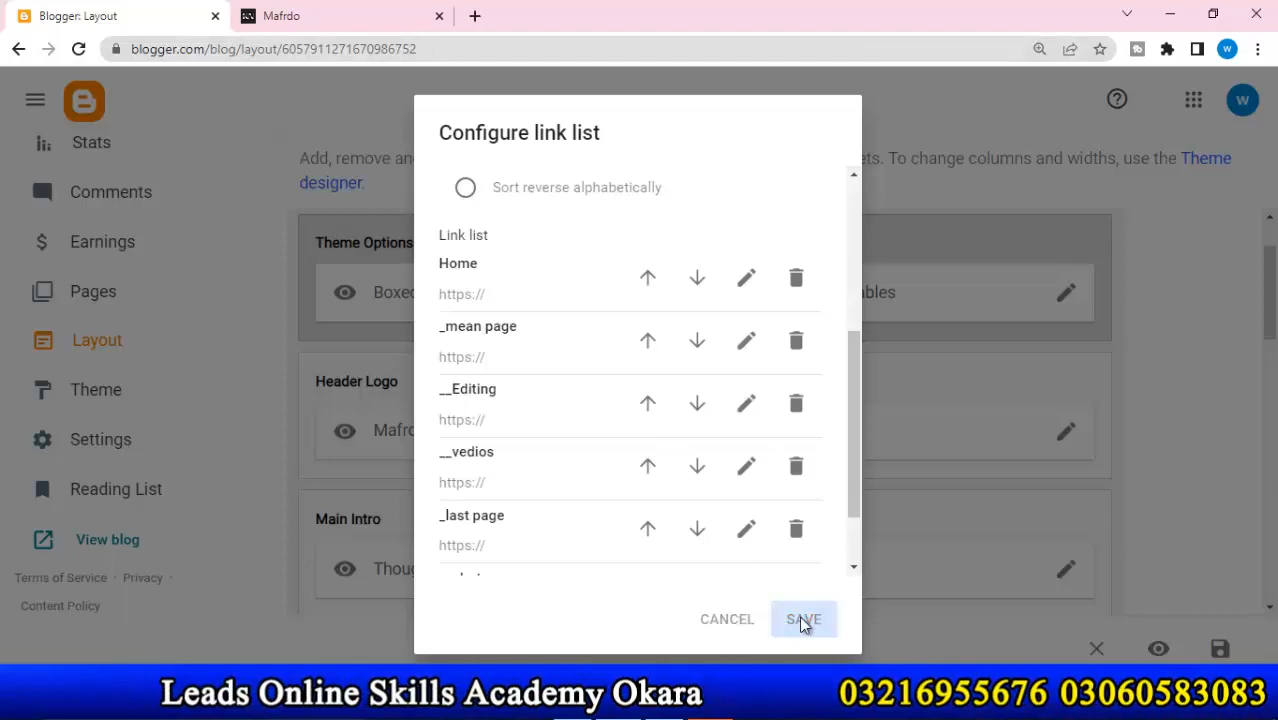 Blogger: Layout
Mafrdo
blogger.com/blog/layout/6057911271670986752
w
w
Stats
Comments
Earnings
Pages
Layout
Theme
Settings
Reading List
View blog
Terms of Service · Privacy ·
Content Policy
Add, remove an
ets. To change columns and widths, use the Theme
designer.
Theme Options
Boxed
ables
Header Logo
Mafr
Main Intro
Thoug
Configure link list
Sort reverse alphabetically
Link list
Home
https://
_mean page
https://
__Editing
https://
__vedios
https://
_last page
https://
CANCEL
SAVE
Leads Online Skills Academy Okara
03216955676 03060583083